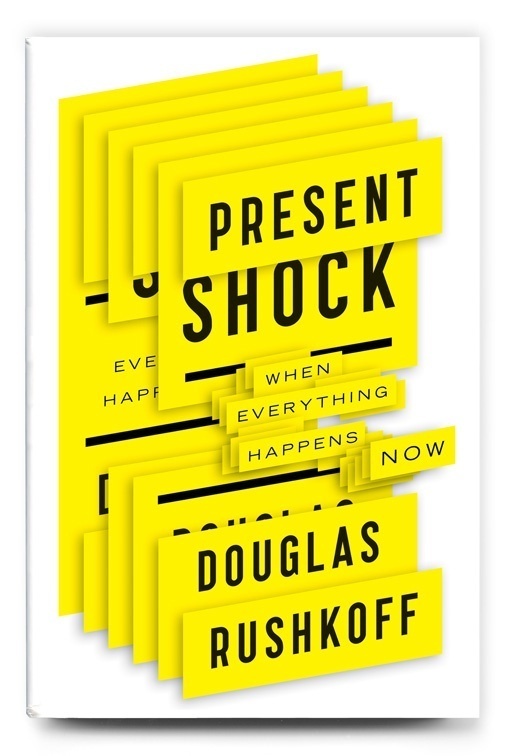 PRESENT
SHOCK
WHEN
EVERYTHING
HAPPENS
NOW
DOUGLAS
RUSHKOFF